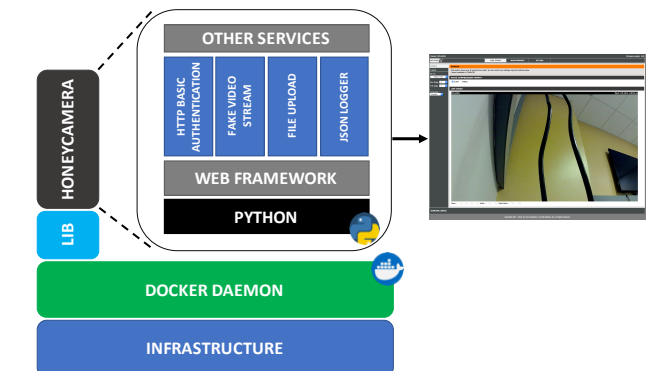 OTHER SERVICES
HONEYCAMERA
HTTP BASIC
AUTHENTICATION
FAKE VIDEO
STREAM
FILE UPLOAD
JSON LOGGER
WEB FRAMEWORK
PYTHON
LIB
DOCKER DAEMON
INFRASTRUCTURE